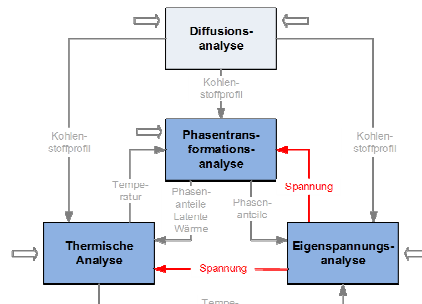 Diffusions-
analyse
Kohlen-
stoffprofil
Kohlen-
stoffprofil
Kohlen-
stoffprofil
Phasentrans-
formations-
analyse
Tempe-
ratur
Phasen-
anteile
Latente
Wärme
Phasen-
anteile
Spannung
Thermische
Analyse
Spannung
Eigenspannungs-
analyse
Tempe-